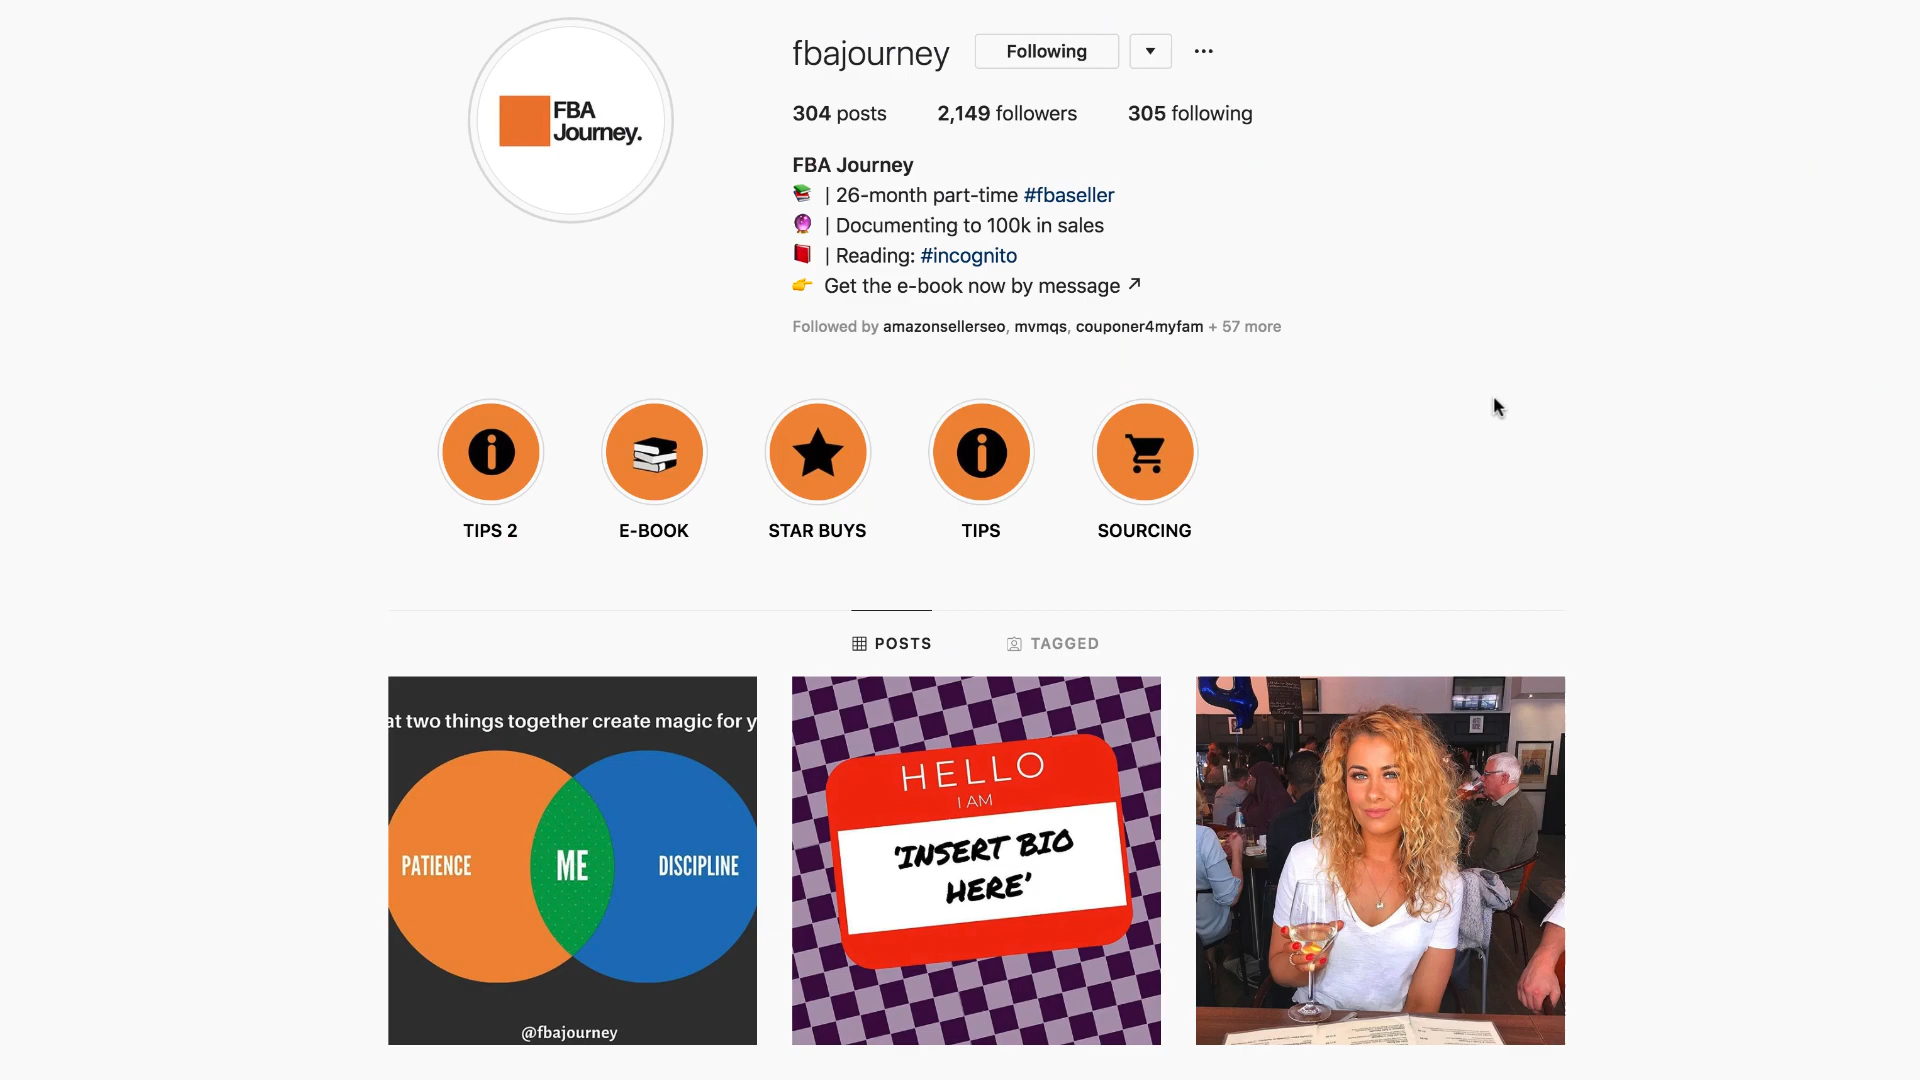 FBA
Journey.
fbajourney
Following
304 posts
2,149 followers
305 following
FBA Journey
| 26-month part-time #fbaseller
| Documenting to 100k in sales
| Reading: #incognito
Get the e-book now by message
Followed by amazonsellerseo, mvmqs, couponer4myfam + 57 more
TIPS 2
E-BOOK
STAR BUYS
TIPS
SOURCING
POSTS
TAGGED
at two things together create magic for y
PATIENCE
ME
DISCIPLINE
@fbajourney
HELLO
I AM
'INSERT BIO
HERE'